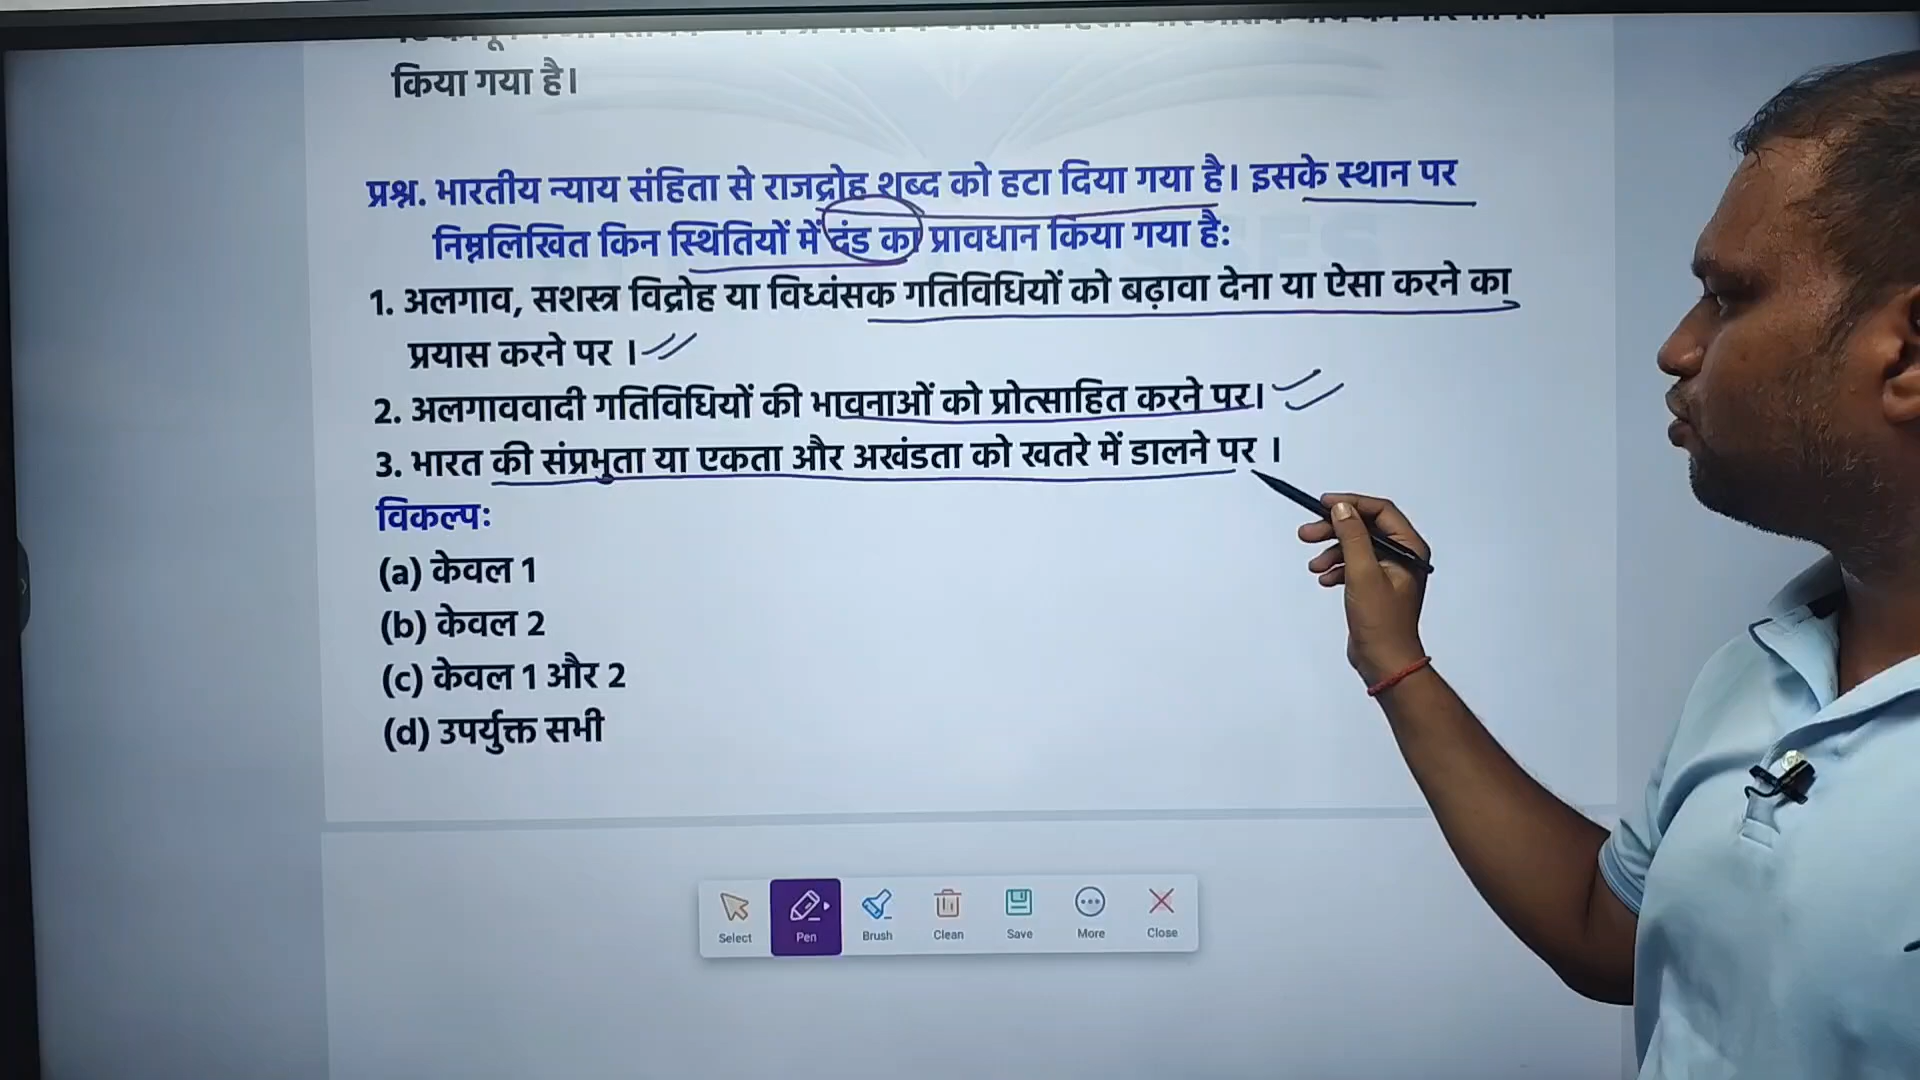 किया गया है।
प्रश्न. भारतीय न्याय संहिता से राजद्रोह शब्द को हटा दिया गया है। इसके स्थान पर
निम्नलिखित किन स्थितियों में दंड का प्रावधान किया गया है:
1. अलगाव, सशस्त्र विद्रोह या विध्वंसक गतिविधियों को बढ़ावा देना या ऐसा करने का
प्रयास करने पर ।
2. अलगाववादी गतिविधियों की भावनाओं को प्रोत्साहित करने पर।
3. भारत की संप्रभुता या एकता और अखंडता को खतरे में डालने पर ।
विकल्प:
(a) केवल 1
(b) केवल 2
(c) केवल 1 और 2
(d) उपर्युक्त सभी
Select Pen Brush Clean Save More Close